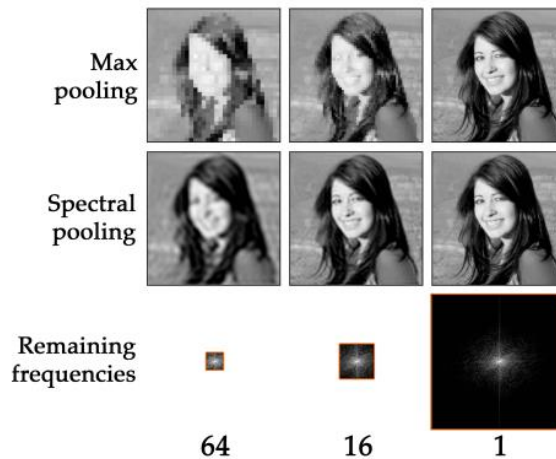 Max
pooling
Spectral
pooling
Remaining
frequencies
64 16 1